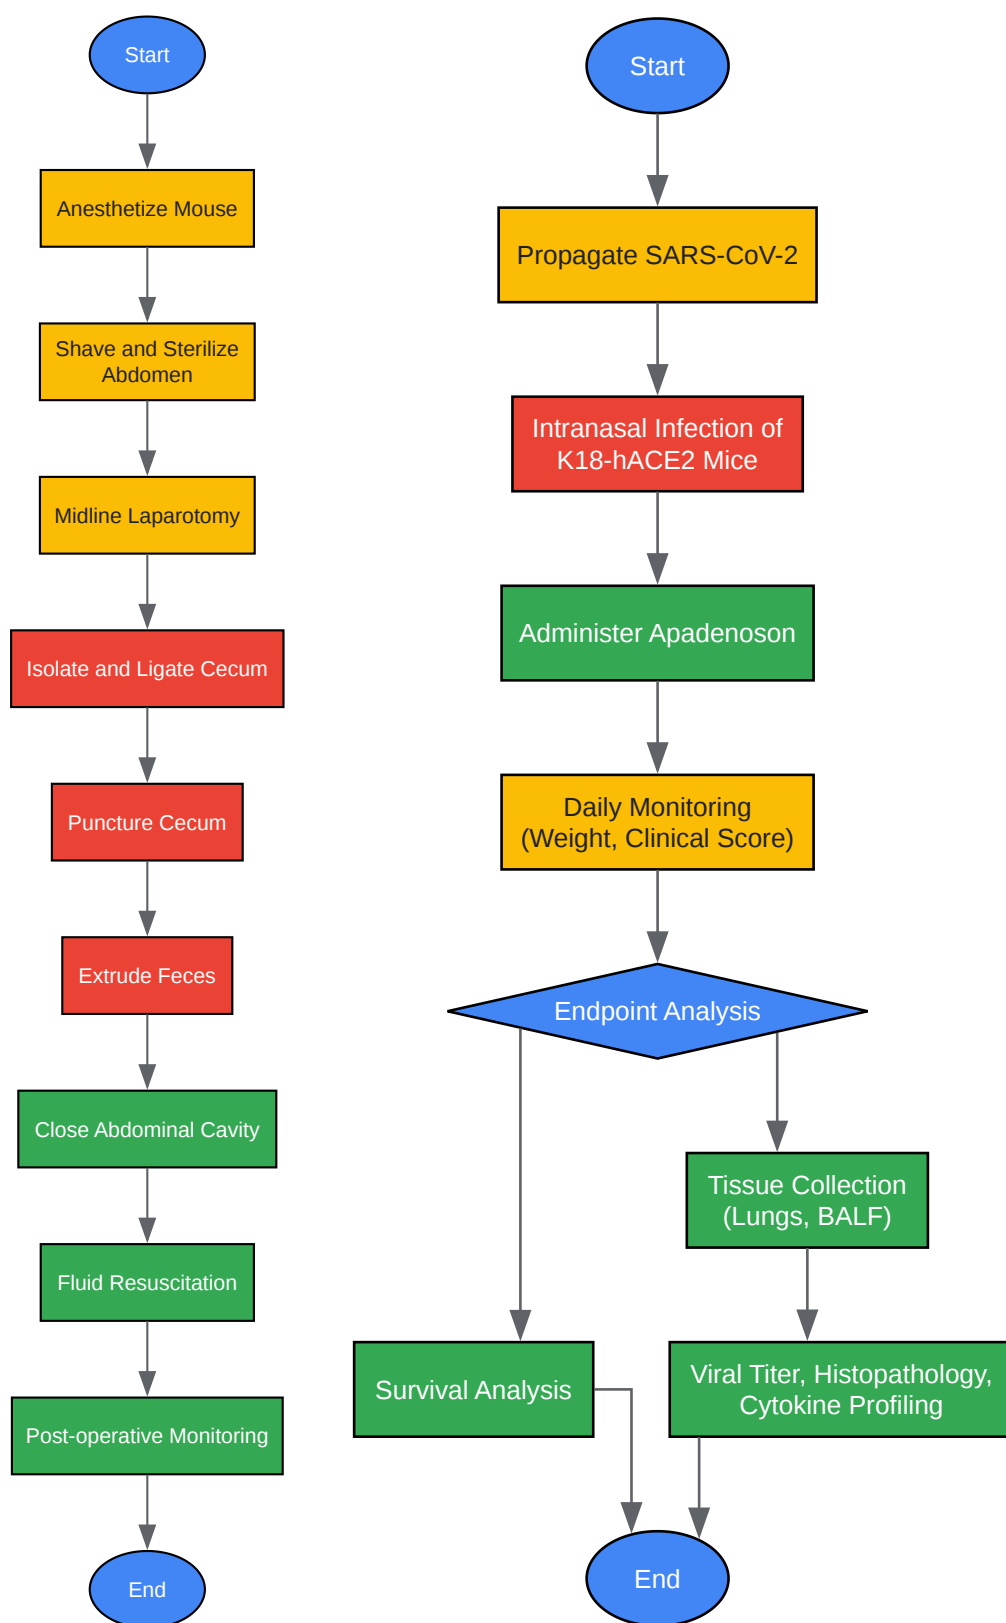 Start
Anesthetize Mouse
Shave and Sterilize
Abdomen
Midline Laparotomy
Isolate and Ligate Cecum
Puncture Cecum
Extrude Feces
Close Abdominal Cavity
Fluid Resuscitation
Post-operative Monitoring
End
Start
Propagate SARS-CoV-2
Intranasal Infection of
K18-hACE2 Mice
Administer Apadenoson
Daily Monitoring
(Weight, Clinical Score)
Endpoint Analysis
Tissue Collection
(Lungs, BALF)
Survival Analysis
Viral Titer, Histopathology,
Cytokine Profiling
End